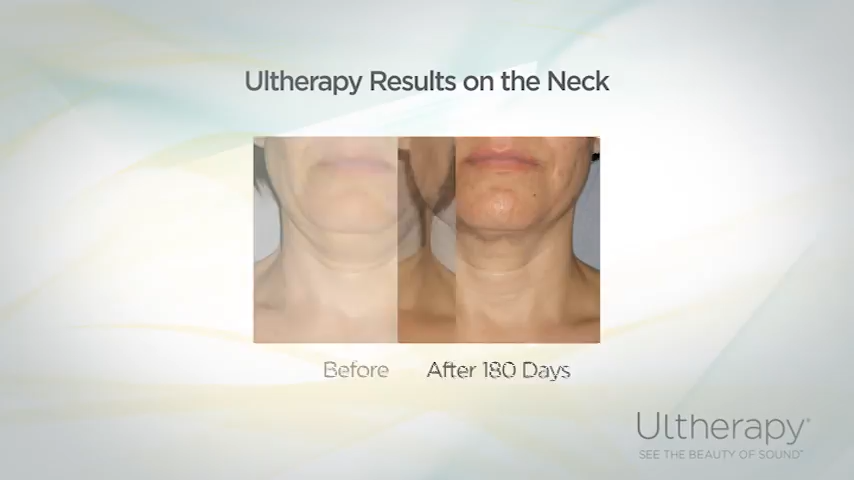 Ultherapy Results on the Neck
Before
After 180 Days
Ultherapy®
SEE THE BEAUTY OF SOUND™